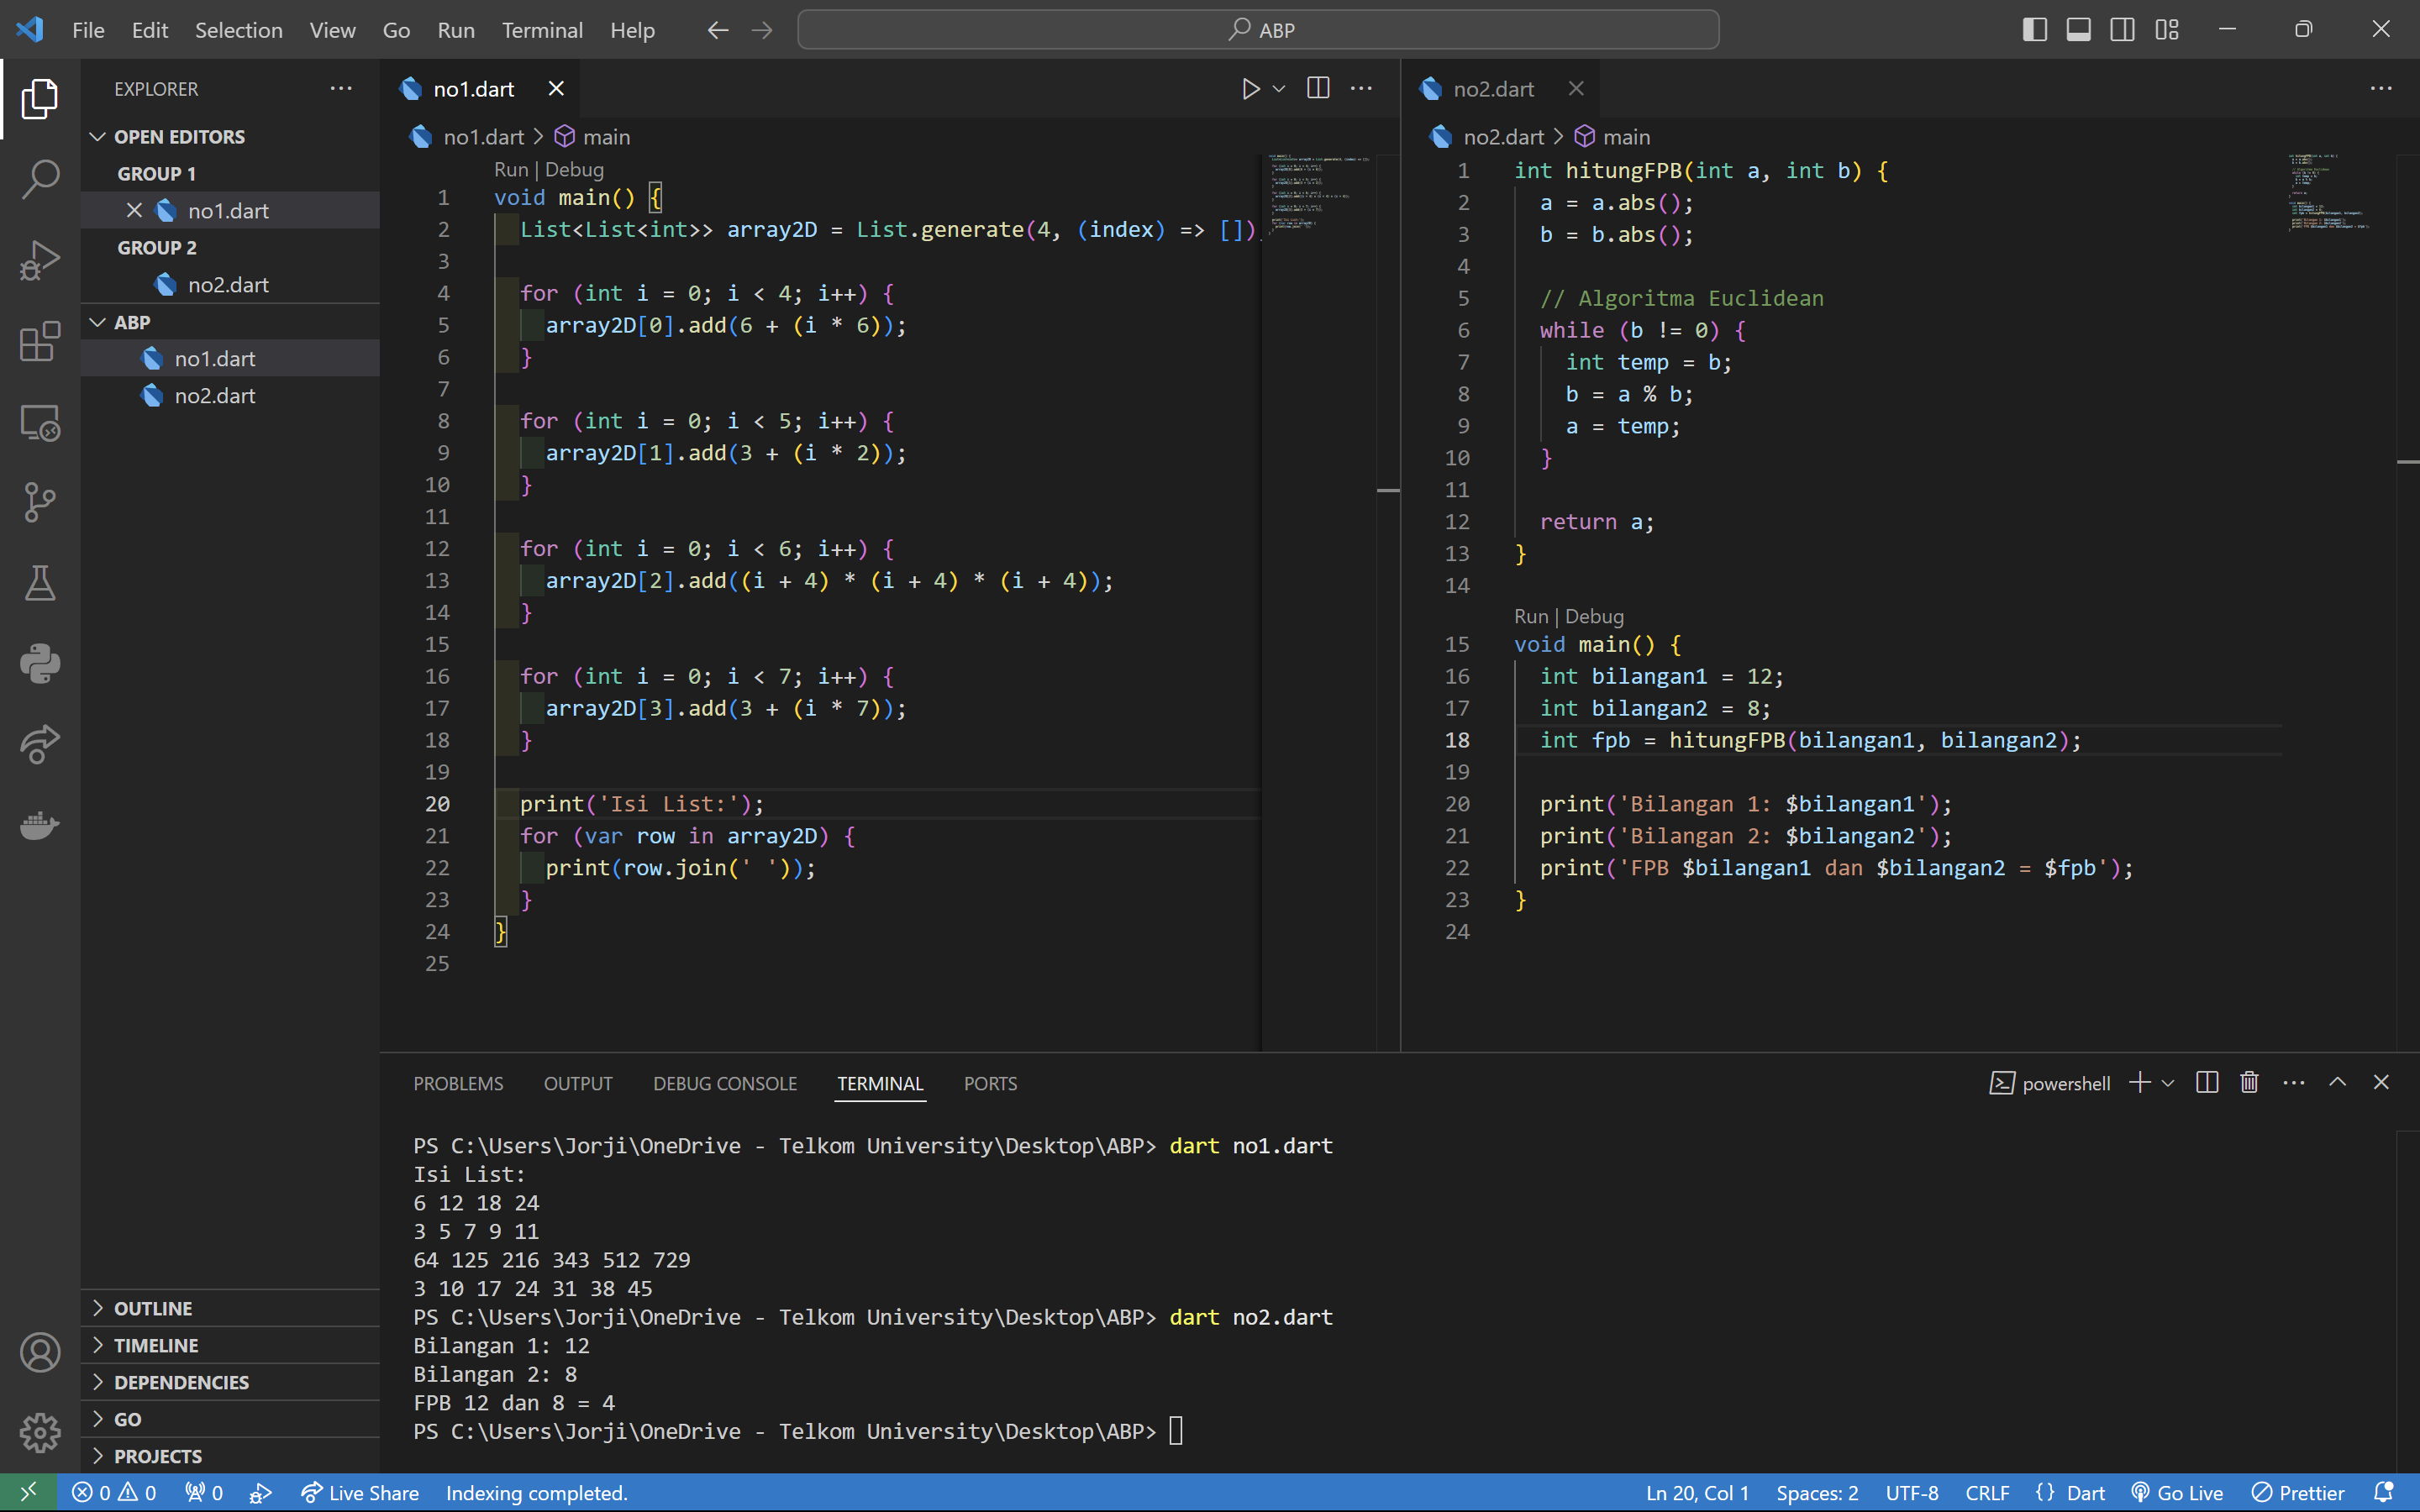 File Edit Selection View Go Run Terminal Help ABP
EXPLORER
OPEN EDITORS
GROUP 1
no1.dart
GROUP 2
no2.dart
ABP
no1.dart
no2.dart
OUTLINE
TIMELINE
DEPENDENCIES
GO
PROJECTS
no1.dart
no1.dart > main
Run | Debug
1 void main() {
2   List<List<int>> array2D = List.generate(4, (index) => [])
3
4   for (int i = 0; i < 4; i++) {
5     array2D[0].add(6 + (i * 6));
6   }
7
8   for (int i = 0; i < 5; i++) {
9     array2D[1].add(3 + (i * 2));
10   }
11
12   for (int i = 0; i < 6; i++) {
13     array2D[2].add((i + 4) * (i + 4) * (i + 4));
14   }
15
16   for (int i = 0; i < 7; i++) {
17     array2D[3].add(3 + (i * 7));
18   }
19
20   print('Isi List:');
21   for (var row in array2D) {
22     print(row.join(' '));
23   }
24 }
25
no2.dart
no2.dart > main
1 int hitungFPB(int a, int b) {
2   a = a.abs();
3   b = b.abs();
4
5   // Algoritma Euclidean
6   while (b != 0) {
7     int temp = b;
8     b = a % b;
9     a = temp;
10   }
11
12   return a;
13 }
14
Run | Debug
15 void main() {
16   int bilangan1 = 12;
17   int bilangan2 = 8;
18   int fpb = hitungFPB(bilangan1, bilangan2);
19
20   print('Bilangan 1: $bilangan1');
21   print('Bilangan 2: $bilangan2');
22   print('FPB $bilangan1 dan $bilangan2 = $fpb');
23 }
24
PROBLEMS OUTPUT DEBUG CONSOLE TERMINAL PORTS powershell
PS C:\Users\Jorji\OneDrive - Telkom University\Desktop\ABP> dart no1.dart
Isi List:
6 12 18 24
3 5 7 9 11
64 125 216 343 512 729
3 10 17 24 31 38 45
PS C:\Users\Jorji\OneDrive - Telkom University\Desktop\ABP> dart no2.dart
Bilangan 1: 12
Bilangan 2: 8
FPB 12 dan 8 = 4
PS C:\Users\Jorji\OneDrive - Telkom University\Desktop\ABP>
0 0 0 Live Share Indexing completed. Ln 20, Col 1 Spaces: 2 UTF-8 CRLF {} Dart Go Live Prettier